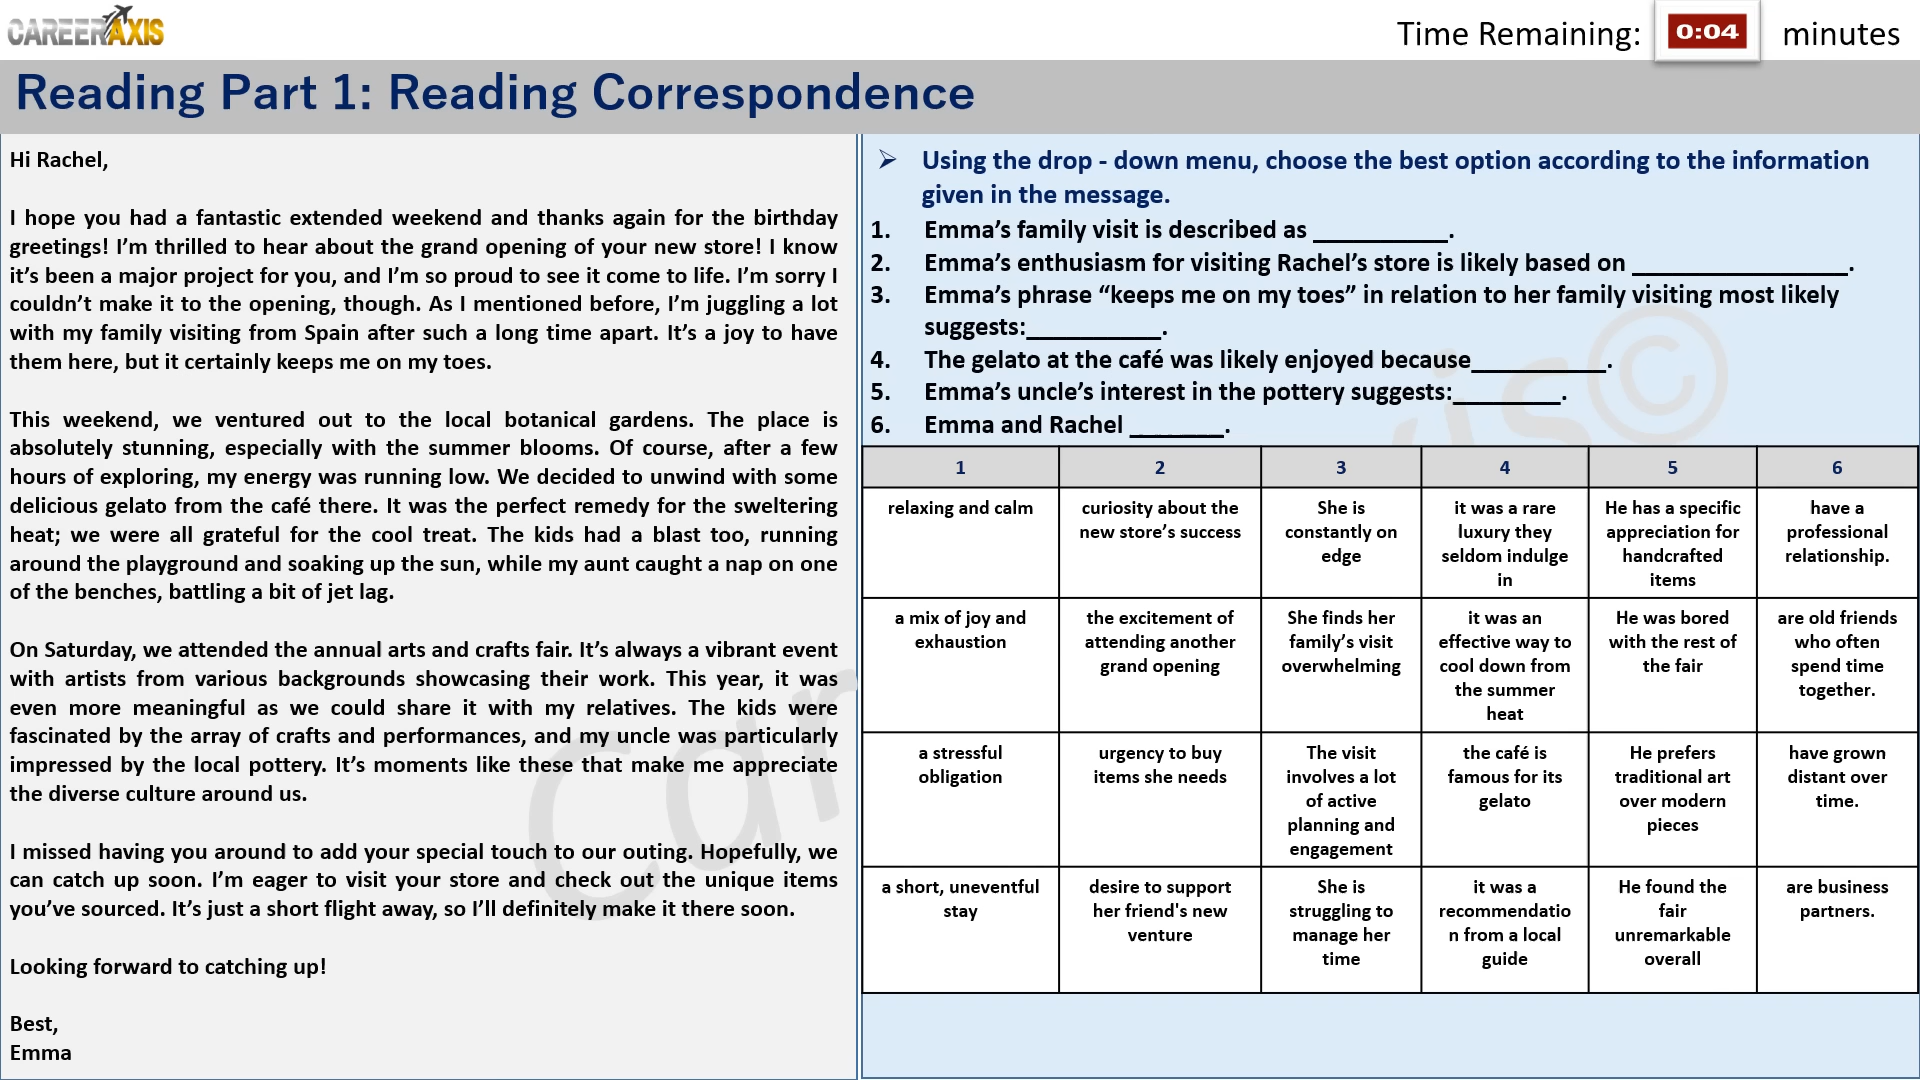 CAREERAXIS
Time Remaining: 0:04 minutes
Reading Part 1: Reading Correspondence
Hi Rachel,
I hope you had a fantastic extended weekend and thanks again for the birthday
greetings! I’m thrilled to hear about the grand opening of your new store! I know
it’s been a major project for you, and I’m so proud to see it come to life. I’m sorry I
couldn’t make it to the opening, though. As I mentioned before, I’m juggling a lot
with my family visiting from Spain after such a long time apart. It’s a joy to have
them here, but it certainly keeps me on my toes.
This weekend, we ventured out to the local botanical gardens. The place is
absolutely stunning, especially with the summer blooms. Of course, after a few
hours of exploring, my energy was running low. We decided to unwind with some
delicious gelato from the café there. It was the perfect remedy for the sweltering
heat; we were all grateful for the cool treat. The kids had a blast too, running
around the playground and soaking up the sun, while my aunt caught a nap on one
of the benches, battling a bit of jet lag.
On Saturday, we attended the annual arts and crafts fair. It’s always a vibrant event
with artists from various backgrounds showcasing their work. This year, it was
even more meaningful as we could share it with my relatives. The kids were
fascinated by the array of crafts and performances, and my uncle was particularly
impressed by the local pottery. It’s moments like these that make me appreciate
the diverse culture around us.
I missed having you around to add your special touch to our outing. Hopefully, we
can catch up soon. I’m eager to visit your store and check out the unique items
you’ve sourced. It’s just a short flight away, so I’ll definitely make it there soon.
Looking forward to catching up!
Best,
Emma
➢ Using the drop - down menu, choose the best option according to the information
given in the message.
1. Emma’s family visit is described as __________.
2. Emma’s enthusiasm for visiting Rachel’s store is likely based on ________________.
3. Emma’s phrase “keeps me on my toes” in relation to her family visiting most likely
suggests:__________.
4. The gelato at the café was likely enjoyed because__________.
5. Emma’s uncle’s interest in the pottery suggests:________.
6. Emma and Rachel _______.
1 2 3 4 5 6
relaxing and calm
curiosity about the
new store’s success
She is
constantly on
edge
it was a rare
luxury they
seldom indulge
in
He has a specific
appreciation for
handcrafted
items
have a
professional
relationship.
a mix of joy and
exhaustion
the excitement of
attending another
grand opening
She finds her
family’s visit
overwhelming
it was an
effective way to
cool down from
the summer
heat
He was bored
with the rest of
the fair
are old friends
who often
spend time
together.
a stressful
obligation
urgency to buy
items she needs
The visit
involves a lot
of active
planning and
engagement
the café is
famous for its
gelato
He prefers
traditional art
over modern
pieces
have grown
distant over
time.
a short, uneventful
stay
desire to support
her friend's new
venture
She is
struggling to
manage her
time
it was a
recommendatio
n from a local
guide
He found the
fair
unremarkable
overall
are business
partners.